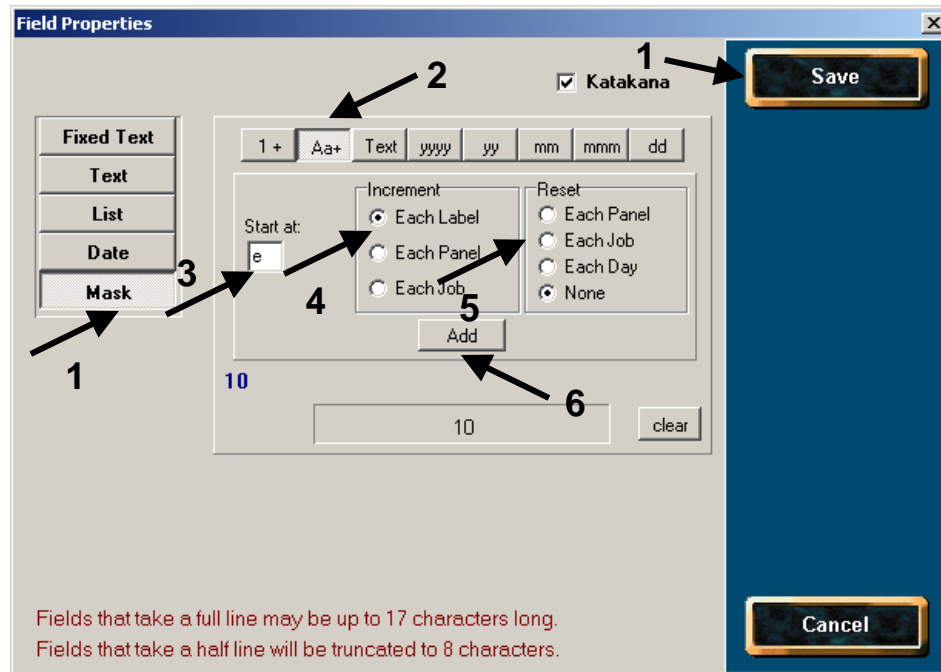 Field Properties
1
Save
2
Katakana
Fixed Text
Text
List
Date
Mask
1 +
Aa+
Text
yyyy
yy
mm
mmm
dd
Start at:
e
Increment
Each Label
Each Panel
Each Job
Reset
Each Panel
Each Job
Each Day
None
3
4
5
Add
1
10
6
10
clear
Fields that take a full line may be up to 17 characters long.
Fields that take a half line will be truncated to 8 characters.
Cancel